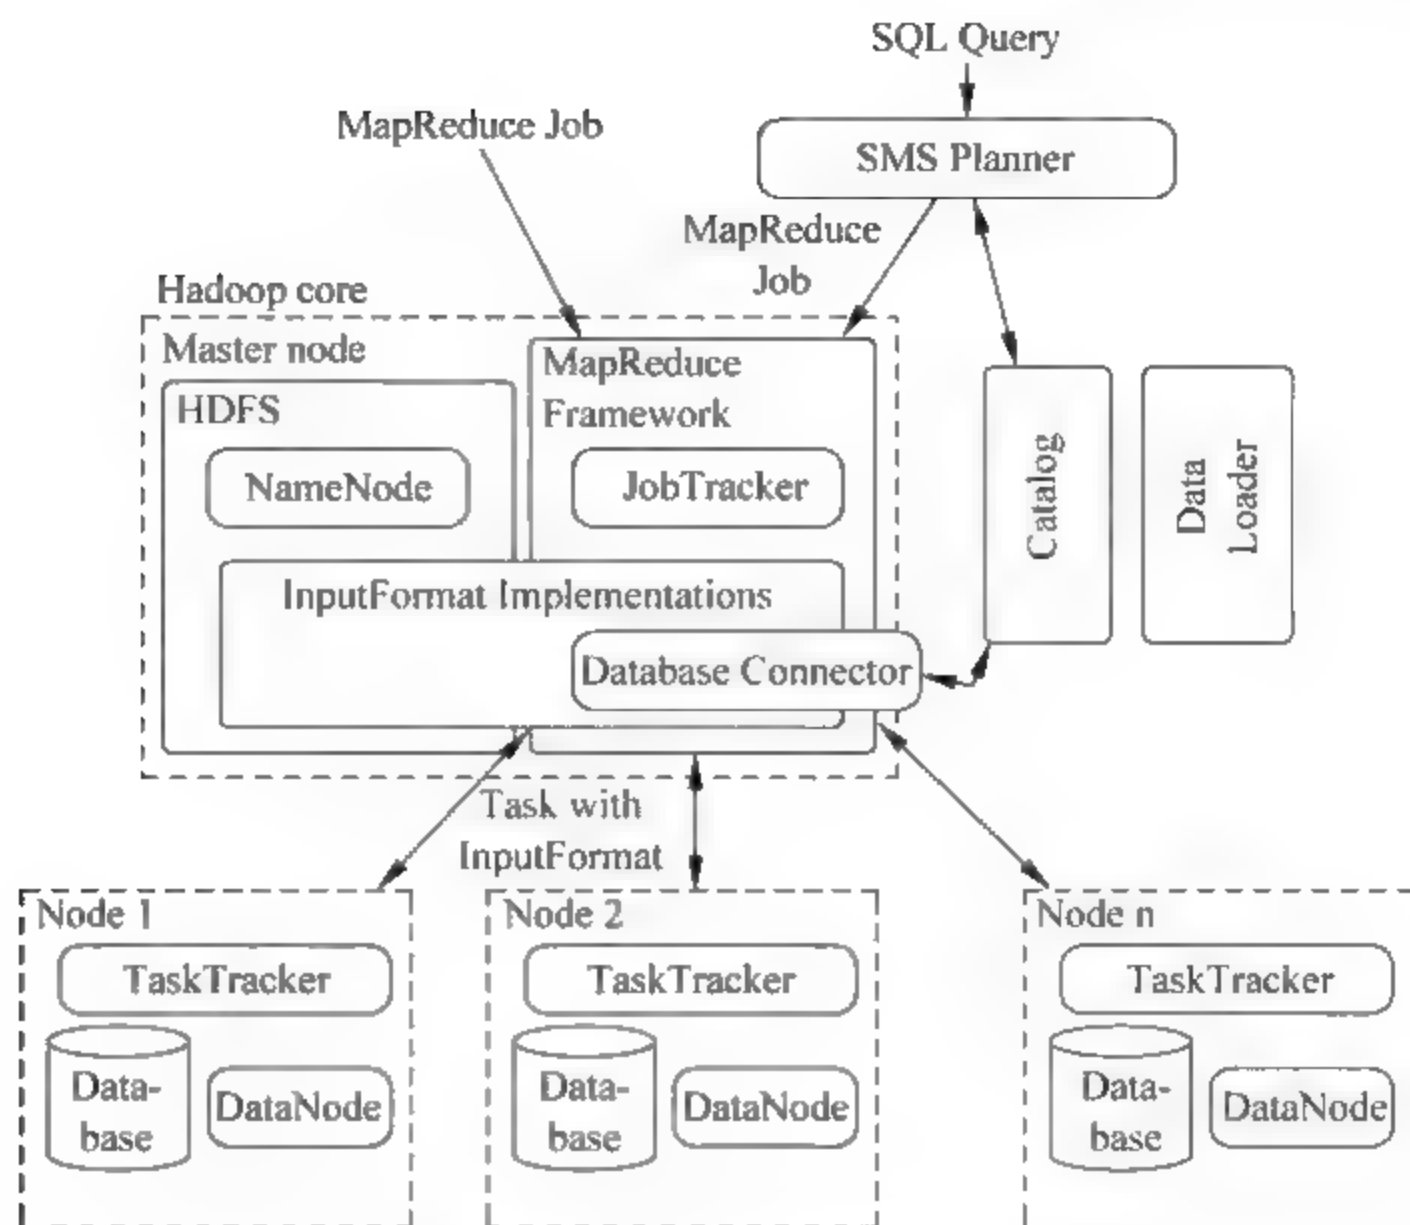 SQL Query
MapReduce Job
SMS Planner
MapReduce
Job
Hadoop core
Master node
MapReduce
Framework
HDFS
NameNode
JobTracker
Catalog
Data
Loader
InputFormat Implementations
Database Connector
Task with
InputFormat
Node 1
TaskTracker
Data-
base
DataNode
Node 2
TaskTracker
Data-
base
DataNode
Node n
TaskTracker
Data-
base
DataNode